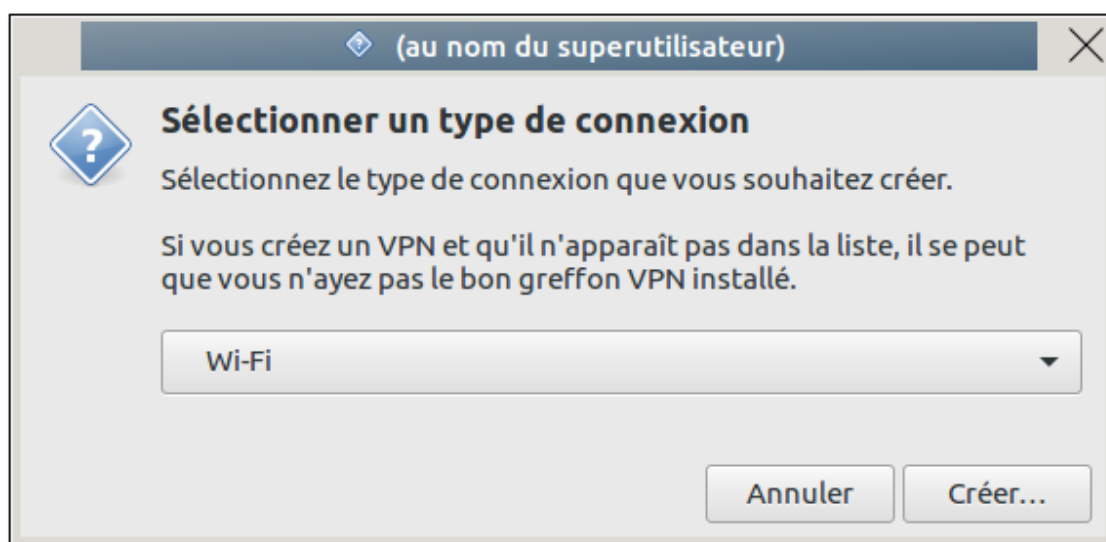 (au nom du superutilisateur)
Sélectionner un type de connexion
Sélectionnez le type de connexion que vous souhaitez créer.
Si vous créez un VPN et qu'il n'apparaît pas dans la liste, il se peut
que vous n'ayez pas le bon greffon VPN installé.
Wi-Fi
Annuler
Créer...